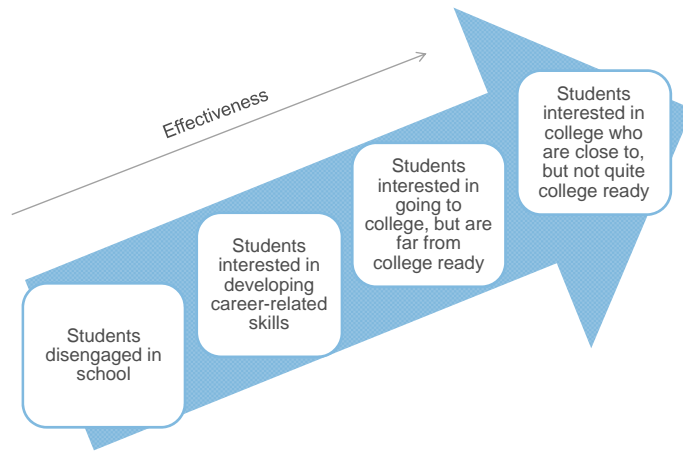 Effectiveness
Students
interested in
college who
are close to,
but not quite
college ready
Students
interested in
going to
college, but are
far from
college ready
Students
interested in
developing
career-related
skills
Students
disengaged in
school